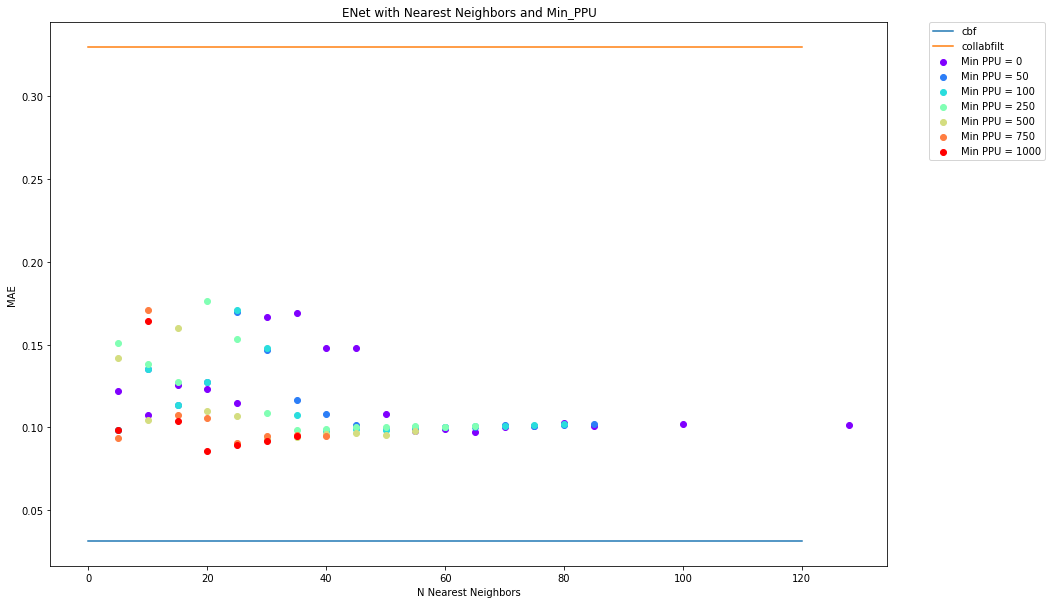 ENet with Nearest Neighbors and Min_PPU
cbf
collabfilt
Min PPU = 0
Min PPU = 50
Min PPU = 100
Min PPU = 250
Min PPU = 500
Min PPU = 750
Min PPU = 1000
MAE
0.30
0.25
0.20
0.15
0.10
0.05
0
20
40
60
80
100
120
N Nearest Neighbors